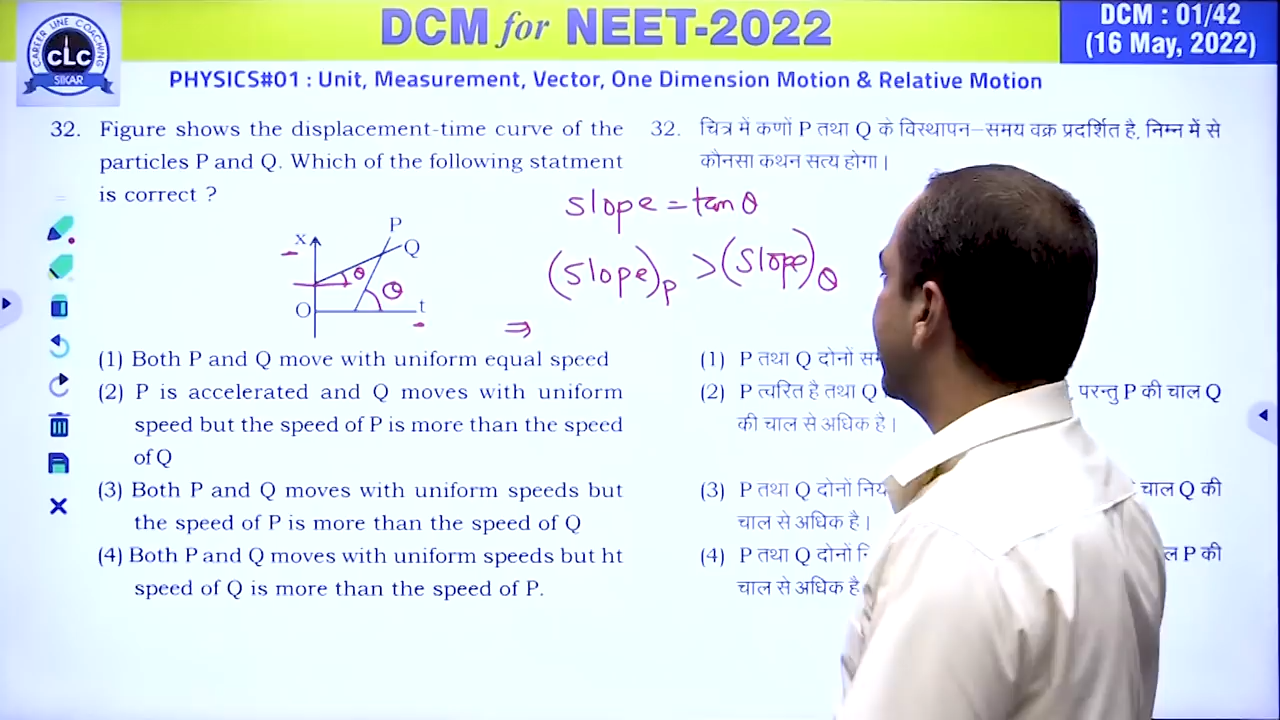 CAREER LINE COACHING
CLC
SIKAR
DCM for NEET-2022
DCM : 01/42
(16 May, 2022)
PHYSICS#01 : Unit, Measurement, Vector, One Dimension Motion & Relative Motion
32. Figure shows the displacement-time curve of the
particles P and Q. Which of the following statment
is correct ?
x
P
Q
O
t
θ
θ
(1) Both P and Q move with uniform equal speed
(2) P is accelerated and Q moves with uniform
speed but the speed of P is more than the speed
of Q
(3) Both P and Q moves with uniform speeds but
the speed of P is more than the speed of Q
(4) Both P and Q moves with uniform speeds but ht
speed of Q is more than the speed of P.
32. चित्र में कणों P तथा Q के विस्थापन-समय वक्र प्रदर्शित है, निम्न में से
कौनसा कथन सत्य होगा।
slope = tan θ
(slope)P > (slope)Q
⇒
(1) P तथा Q दोनों
(2) P त्वरित है तथा Q परन्तु P की चाल Q
की चाल से अधिक है।
(3) P तथा Q दोनों चाल Q की
चाल से अधिक है।
(4) P तथा Q दोनों P की
चाल से अधिक है